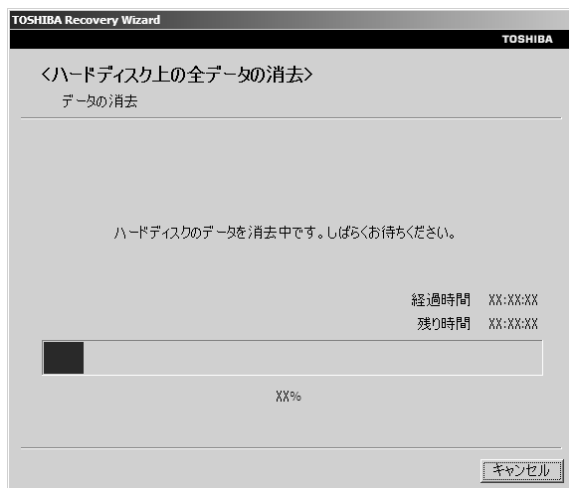 TOSHIBA Recovery Wizard
TOSHIBA
<ハードディスク上の全データの消去>
データの消去
ハードディスクのデータを消去中です。しばらくお待ちください。
経過時間 XX:XX:XX
残り時間 XX:XX:XX
XX%
キャンセル